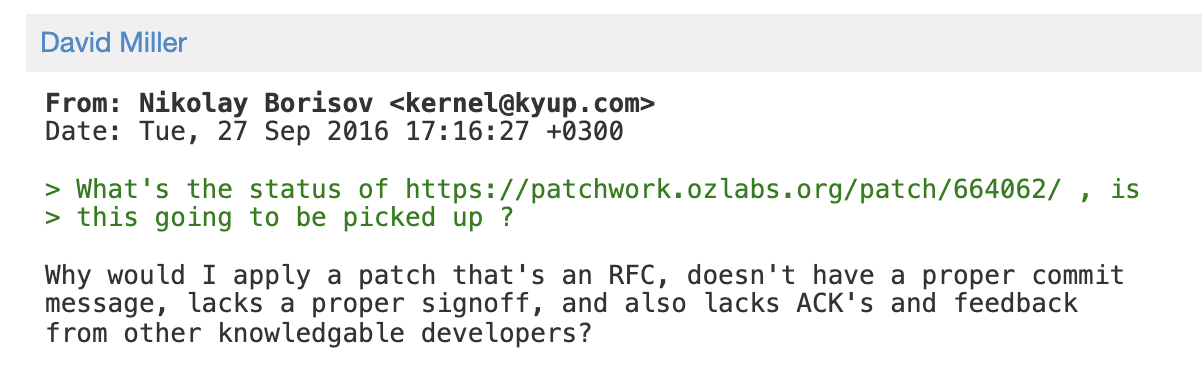 David Miller
From: Nikolay Borisov <kernel@kyup.com>
Date: Tue, 27 Sep 2016 17:16:27 +0300
> What's the status of https://patchwork.ozlabs.org/patch/664062/ , is
> this going to be picked up ?
Why would I apply a patch that's an RFC, doesn't have a proper commit
message, lacks a proper signoff, and also lacks ACK's and feedback
from other knowledgable developers?